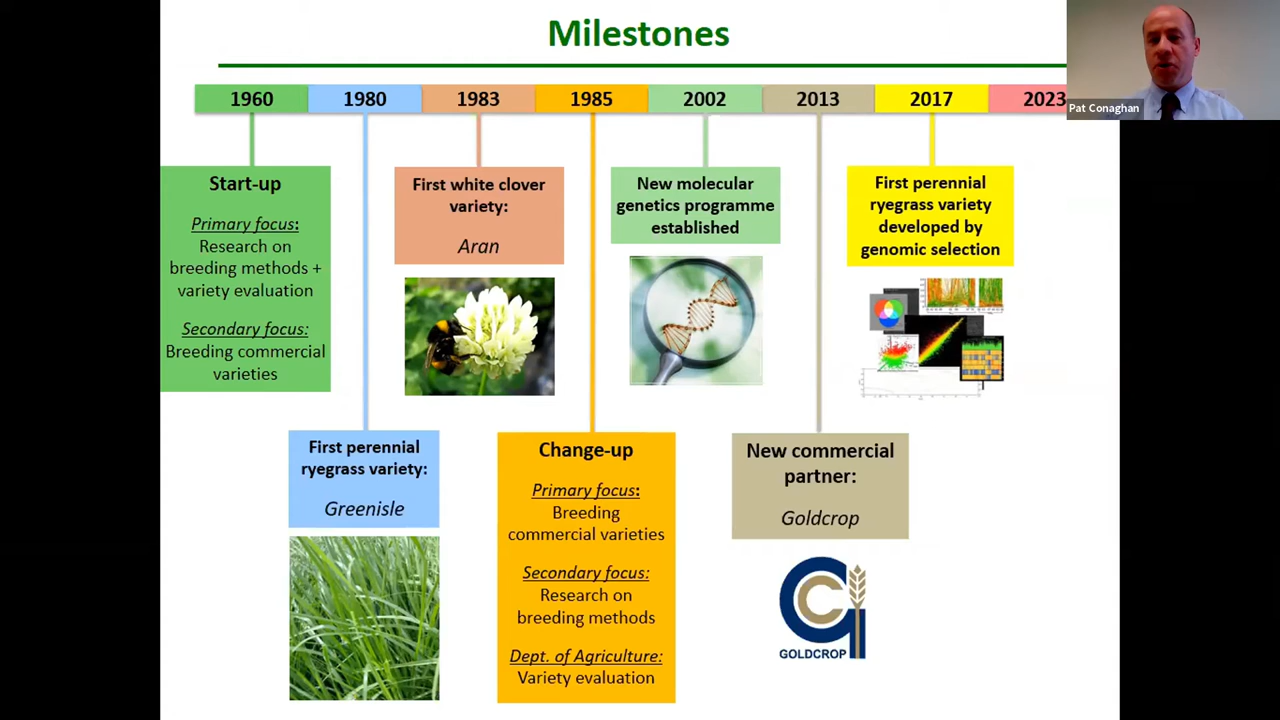 Milestones
1960 1980 1983 1985 2002 2013 2017 2023
Pat Conaghan
Start-up
Primary focus:
Research on
breeding methods +
variety evaluation
Secondary focus:
Breeding commercial
varieties
First white clover
variety:
Aran
New molecular
genetics programme
established
First perennial
ryegrass variety
developed by
genomic selection
First perennial
ryegrass variety:
Greenisle
Change-up
Primary focus:
Breeding
commercial varieties
Secondary focus:
Research on
breeding methods
Dept. of Agriculture:
Variety evaluation
New commercial
partner:
Goldcrop
GOLDCROP